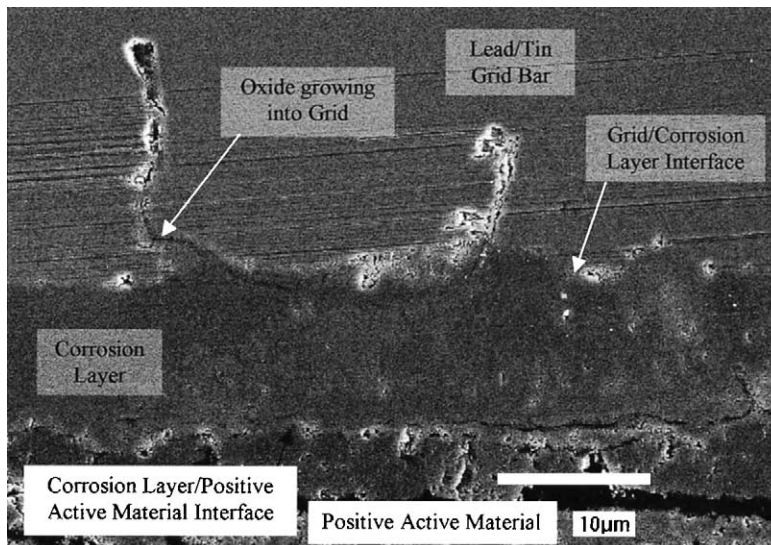 Oxide growing
into Grid
Lead/Tin
Grid Bar
Grid/Corrosion
Layer Interface
Corrosion
Layer
Corrosion Layer/Positive
Active Material Interface
Positive Active Material
10μm